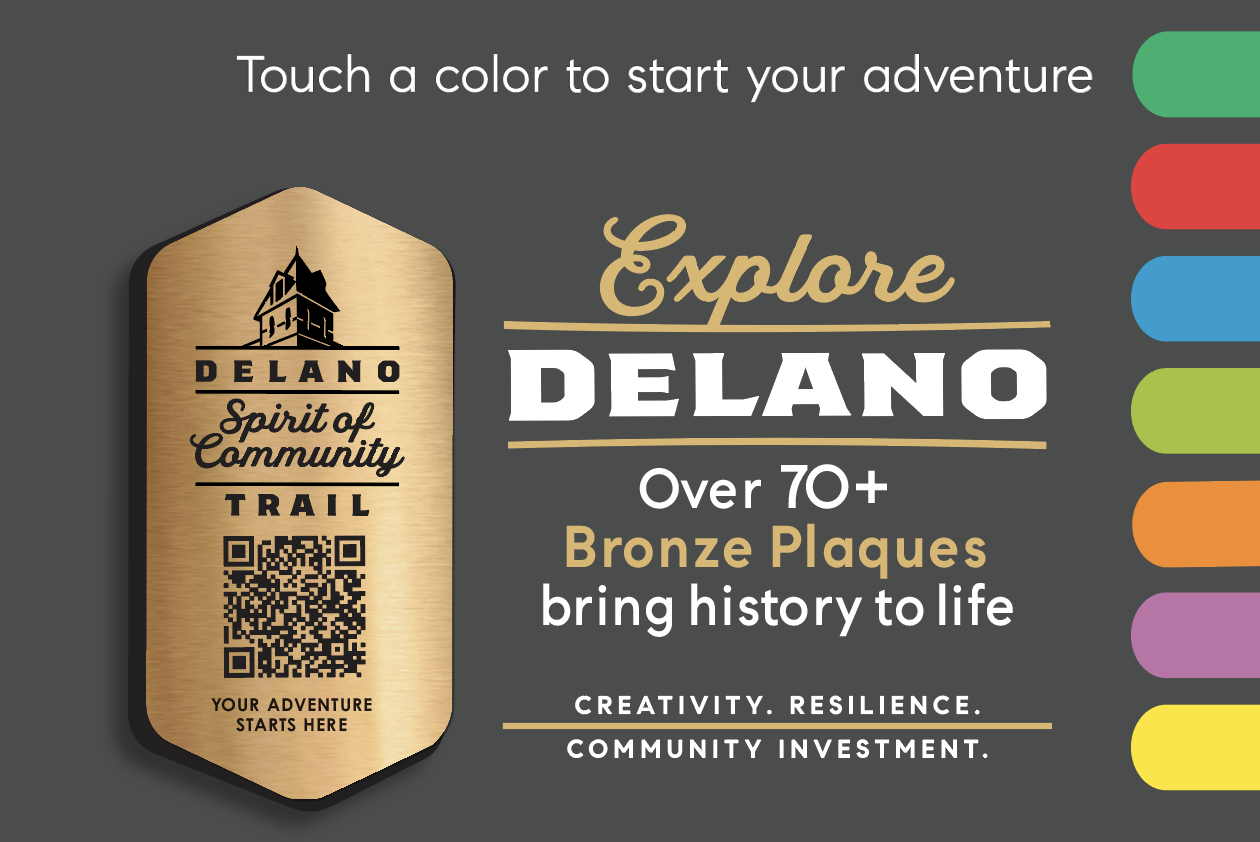 Touch a color to start your adventure
DELANO
Spirit of
Community
TRAIL
YOUR ADVENTURE
STARTS HERE
Explore
DELANO
Over 70+
Bronze Plaques
bring history to life
CREATIVITY. RESILIENCE.
COMMUNITY INVESTMENT.